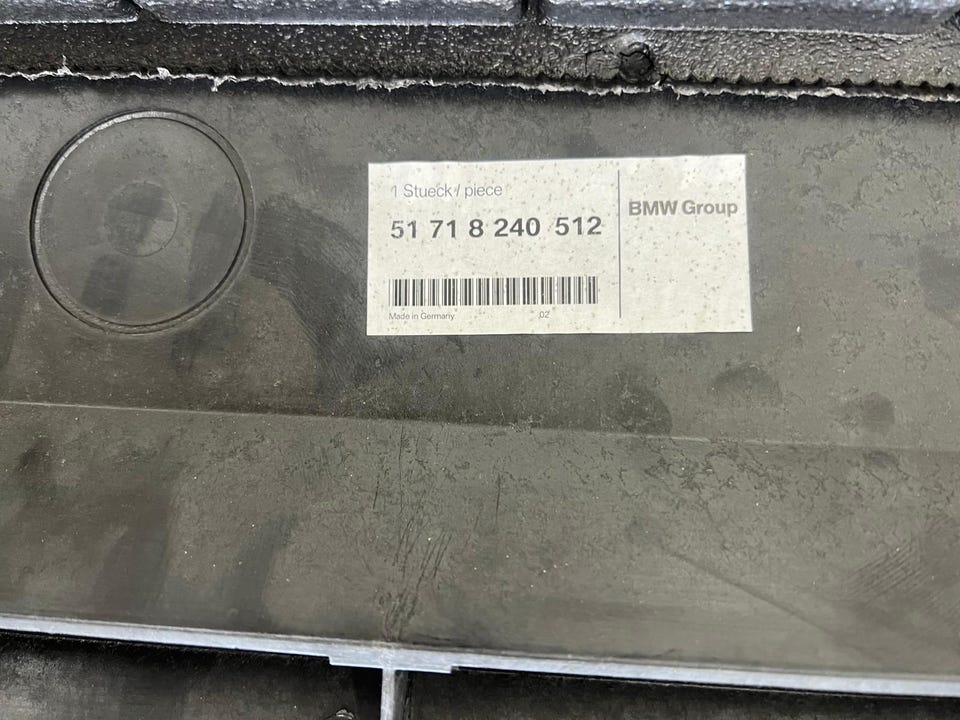 1 Stueck / piece
51 71 8 240 512
BMW Group
Made in Germany
02